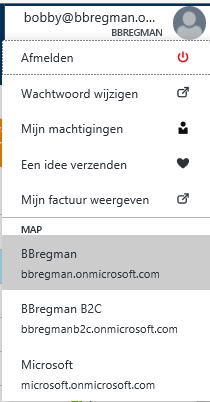 bobby@bbregman.o...
BBREGMAN
Afmelden
Wachtwoord wijzigen
Mijn machtigingen
Een idee verzenden
Mijn factuur weergeven
MAP
BBregman
bbregman.onmicrosoft.com
BBregman B2C
bbregmanb2c.onmicrosoft.com
Microsoft
microsoft.onmicrosoft.com